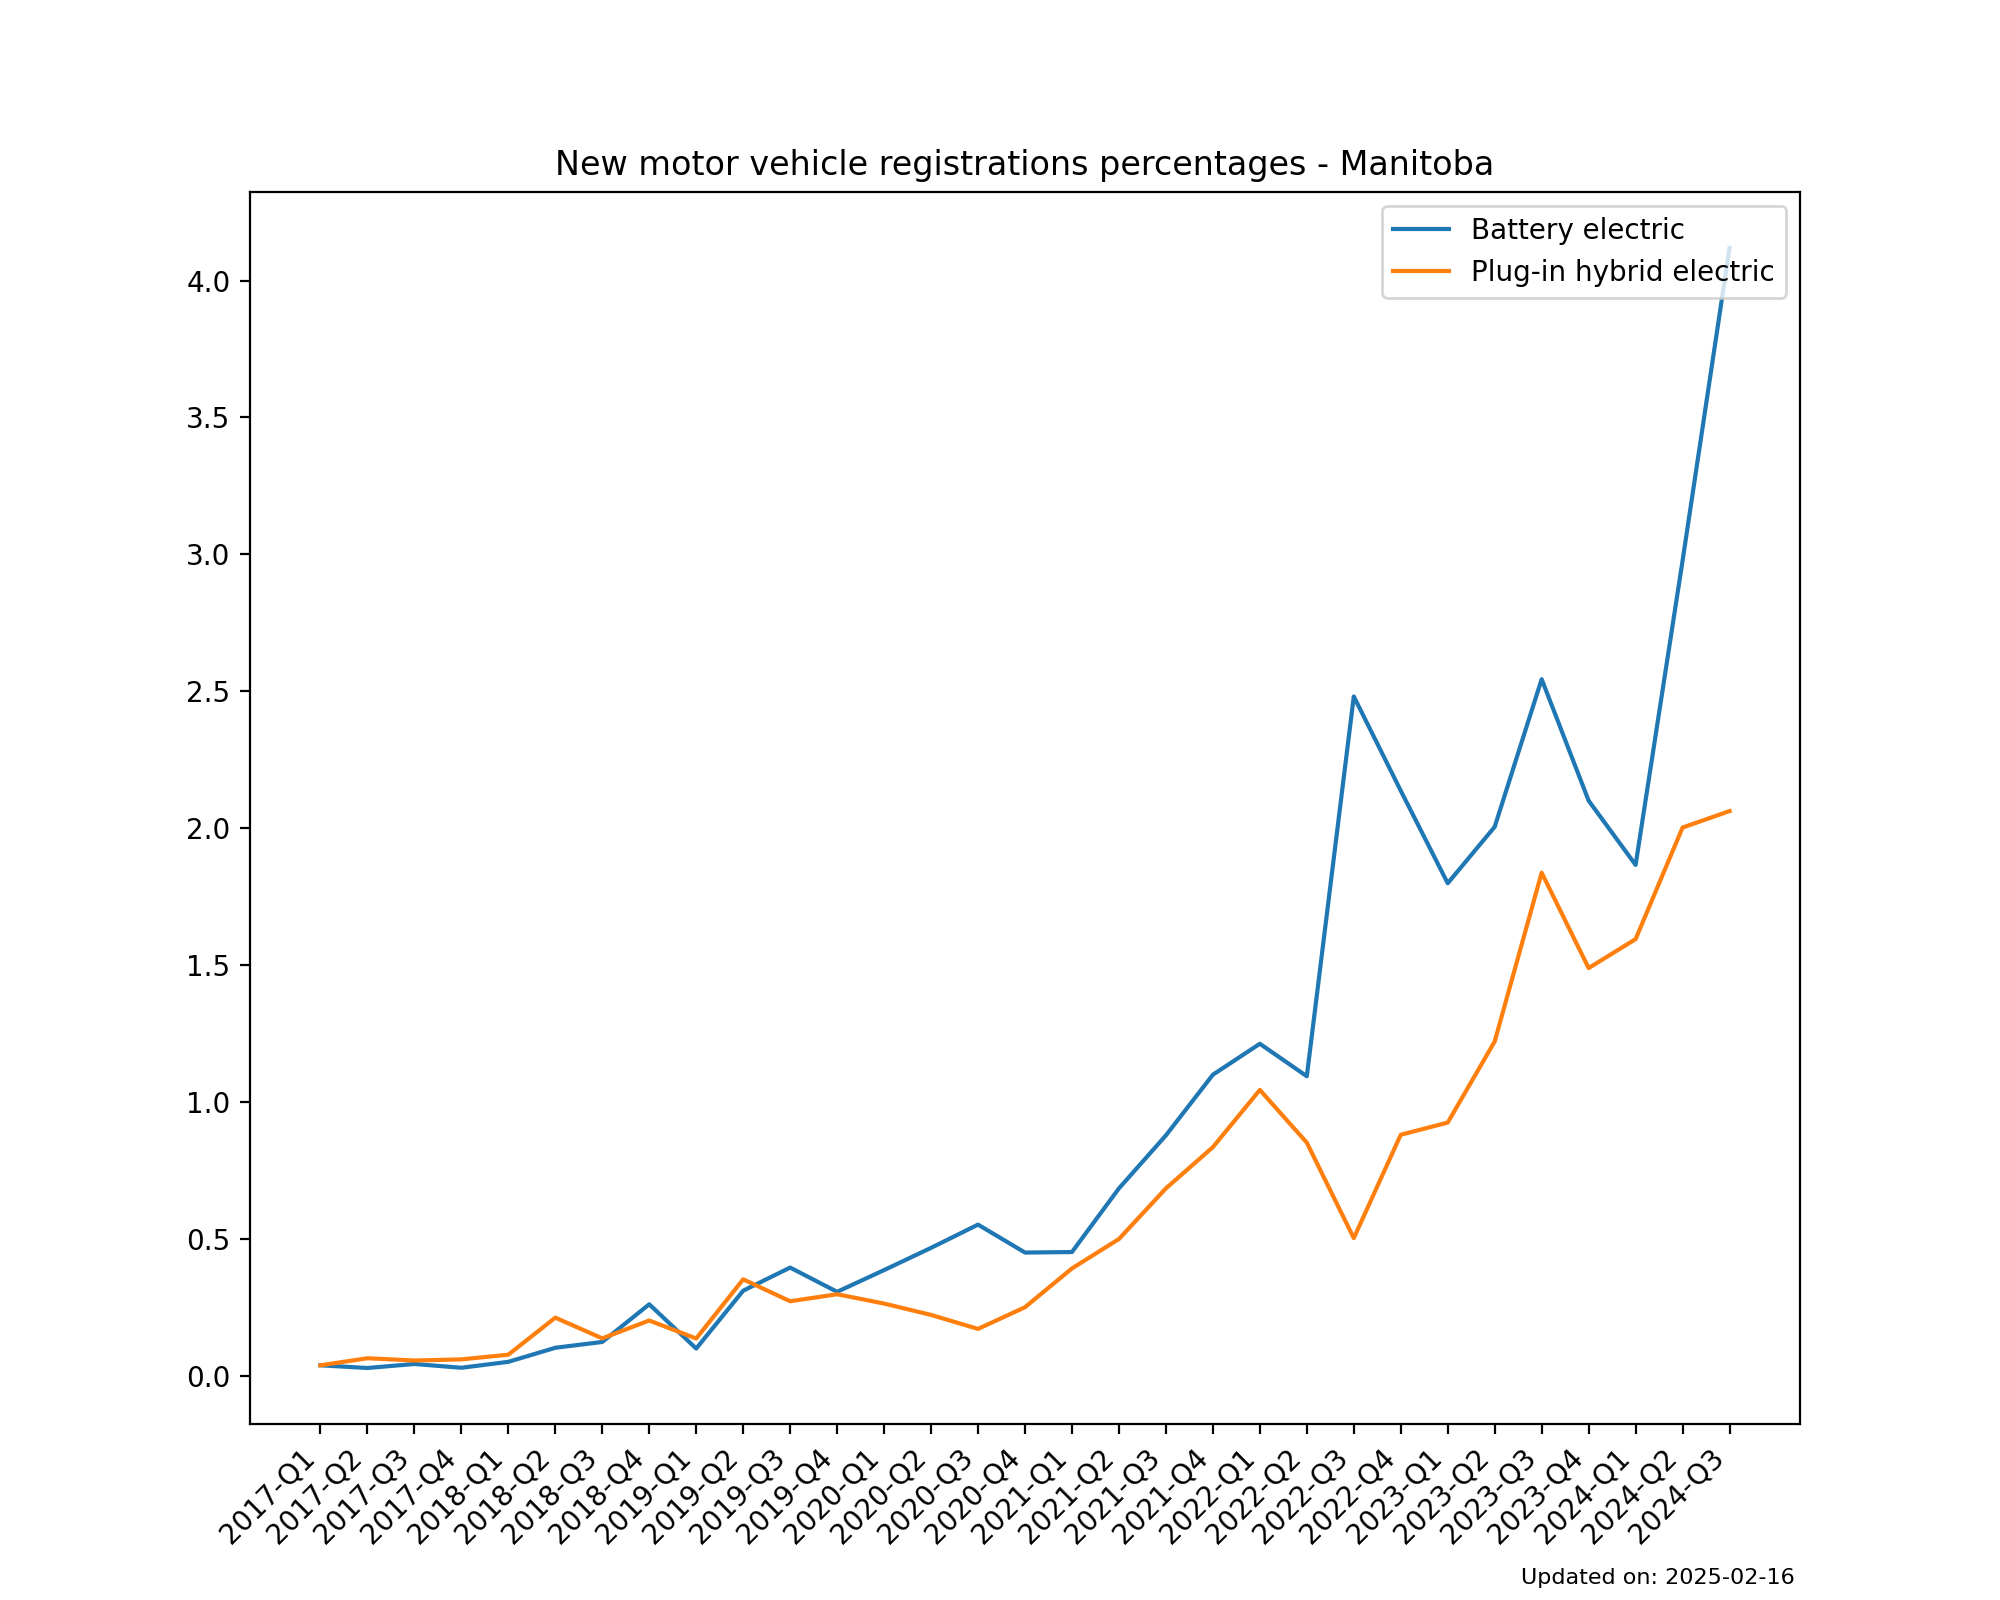 New motor vehicle registrations percentages - Manitoba
Battery electric
Plug-in hybrid electric
4.0
3.5
3.0
2.5
2.0
1.5
1.0
0.5
0.0
2017-Q1
2017-Q2
2017-Q3
2017-Q4
2018-Q1
2018-Q2
2018-Q3
2018-Q4
2019-Q1
2019-Q2
2019-Q3
2019-Q4
2020-Q1
2020-Q2
2020-Q3
2020-Q4
2021-Q1
2021-Q2
2021-Q3
2021-Q4
2022-Q1
2022-Q2
2022-Q3
2022-Q4
2023-Q1
2023-Q2
2023-Q3
2023-Q4
2024-Q1
2024-Q2
2024-Q3
Updated on: 2025-02-16